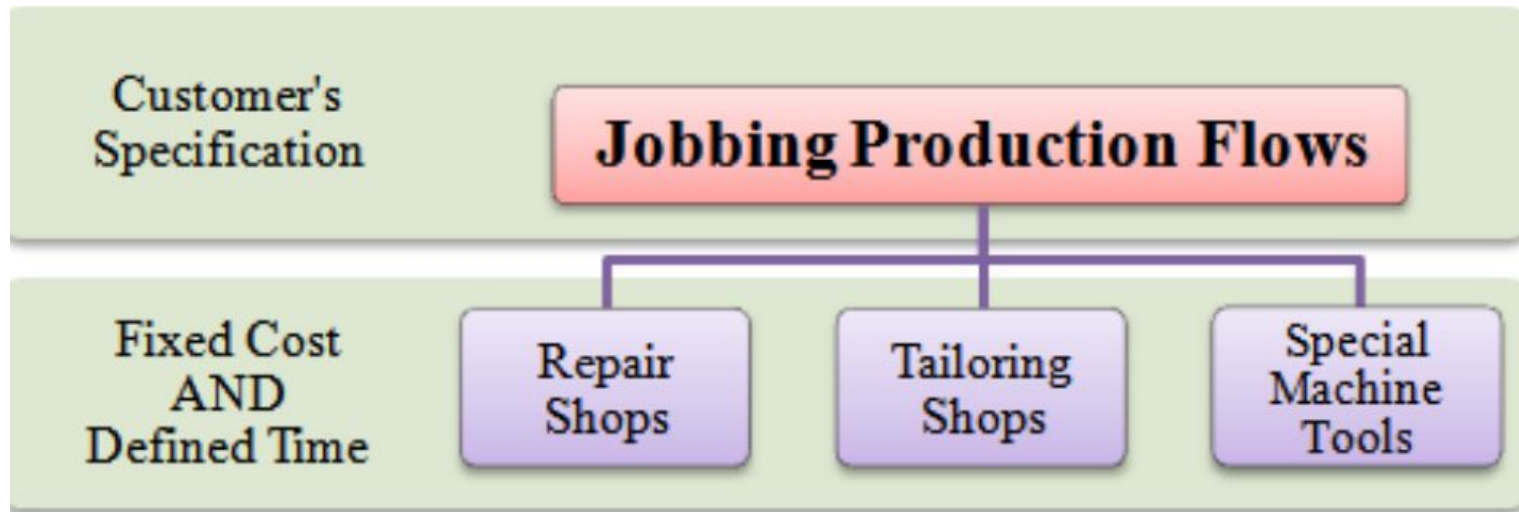 Customer's
Specification
Jobbing Production Flows
Fixed Cost
AND
Defined Time
Repair
Shops
Tailoring
Shops
Special
Machine
Tools